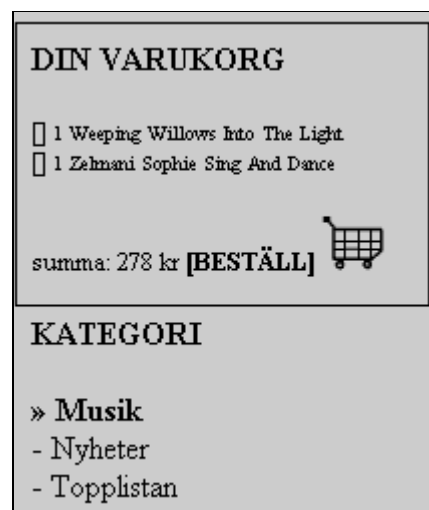 DIN VARUKORG
▯ 1 Weeping Willows Into The Light
▯ 1 Zelmani Sophie Sing And Dance
summa: 278 kr [BESTÄLL]
KATEGORI
» Musik
- Nyheter
- Topplistan